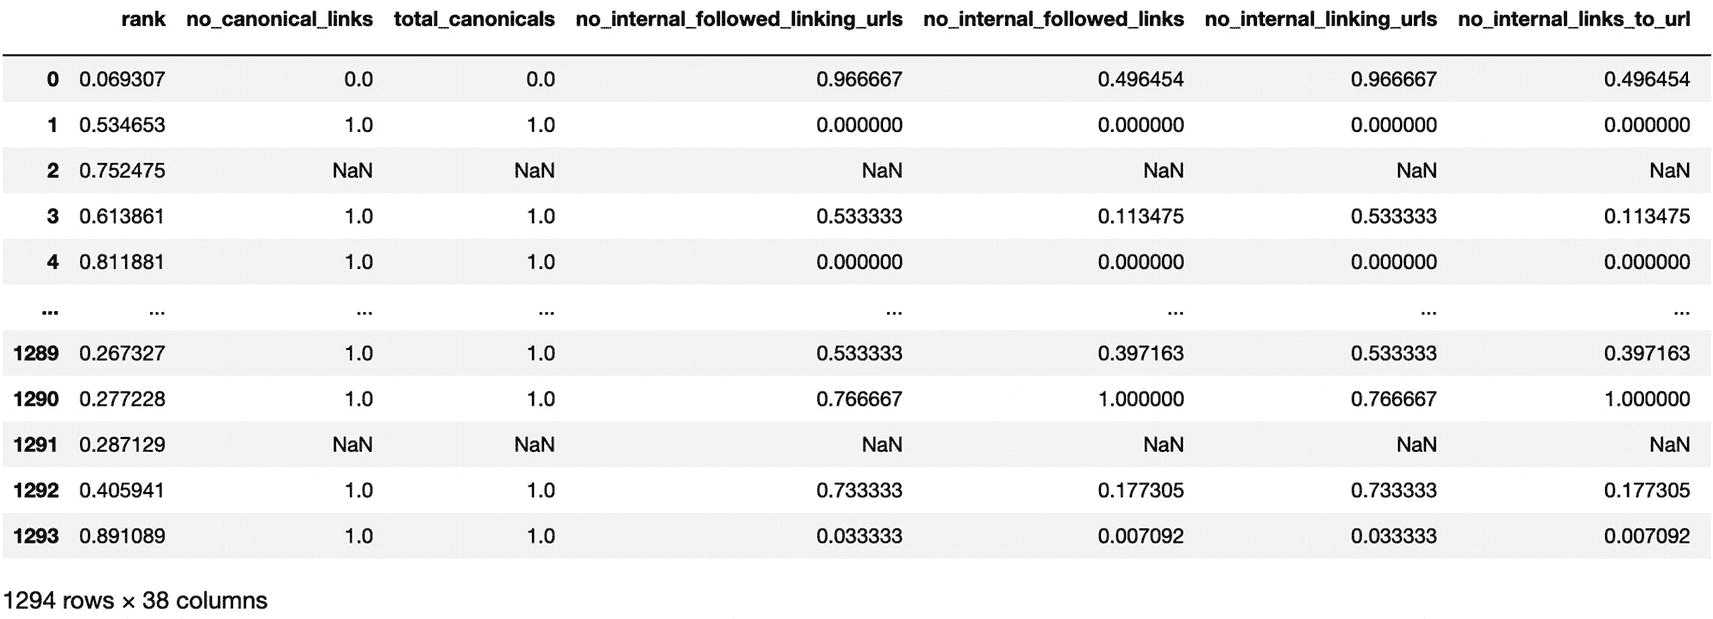 rank no_canonical_links total_canonicals no_internal_followed_linking_urls no_internal_followed_links no_internal_linking_urls no_internal_links_to_url
0 0.069307 0.0 0.0 0.966667 0.496454 0.966667 0.496454
1 0.534653 1.0 1.0 0.000000 0.000000 0.000000 0.000000
2 0.752475 NaN NaN NaN NaN NaN NaN
3 0.613861 1.0 1.0 0.533333 0.113475 0.533333 0.113475
4 0.811881 1.0 1.0 0.000000 0.000000 0.000000 0.000000
... ... ... ... ... ... ... ...
1289 0.267327 1.0 1.0 0.533333 0.397163 0.533333 0.397163
1290 0.277228 1.0 1.0 0.766667 1.000000 0.766667 1.000000
1291 0.287129 NaN NaN NaN NaN NaN NaN
1292 0.405941 1.0 1.0 0.733333 0.177305 0.733333 0.177305
1293 0.891089 1.0 1.0 0.033333 0.007092 0.033333 0.007092
1294 rows × 38 columns